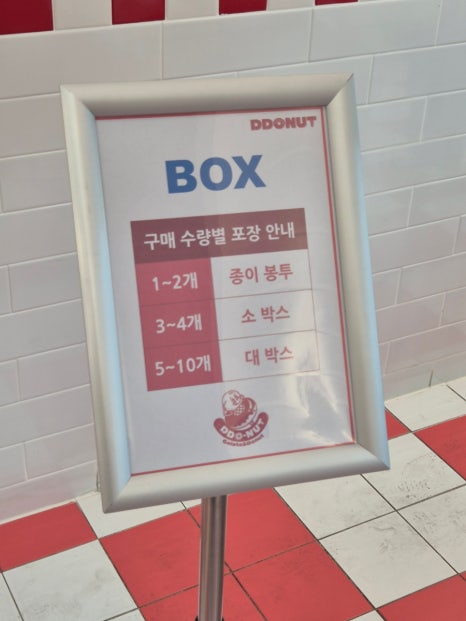 DDONUT
BOX
구매 수량별 포장 안내
1~2개 종이 봉투
3~4개 소 박스
5~10개 대 박스
DDO-NUT